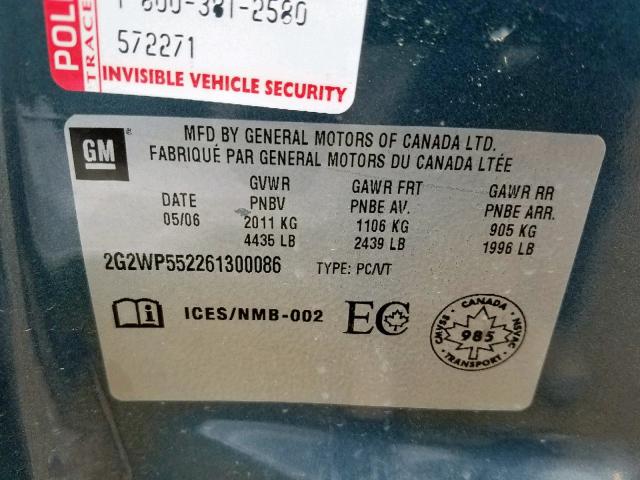 POLI
TRACE
1-800-381-2580
572271
INVISIBLE VEHICLE SECURITY
GM
MFD BY GENERAL MOTORS OF CANADA LTD.
FABRIQUÉ PAR GENERAL MOTORS DU CANADA LTÉE
DATE
05/06
GVWR
PNBV
2011 KG
4435 LB
GAWR FRT
PNBE AV.
1106 KG
2439 LB
GAWR RR
PNBE ARR.
905 KG
1996 LB
2G2WP552261300086 TYPE: PC/VT
i ICES/NMB-002 EC
CANADA
CMVSS 985 NSVAC
TRANSPORT